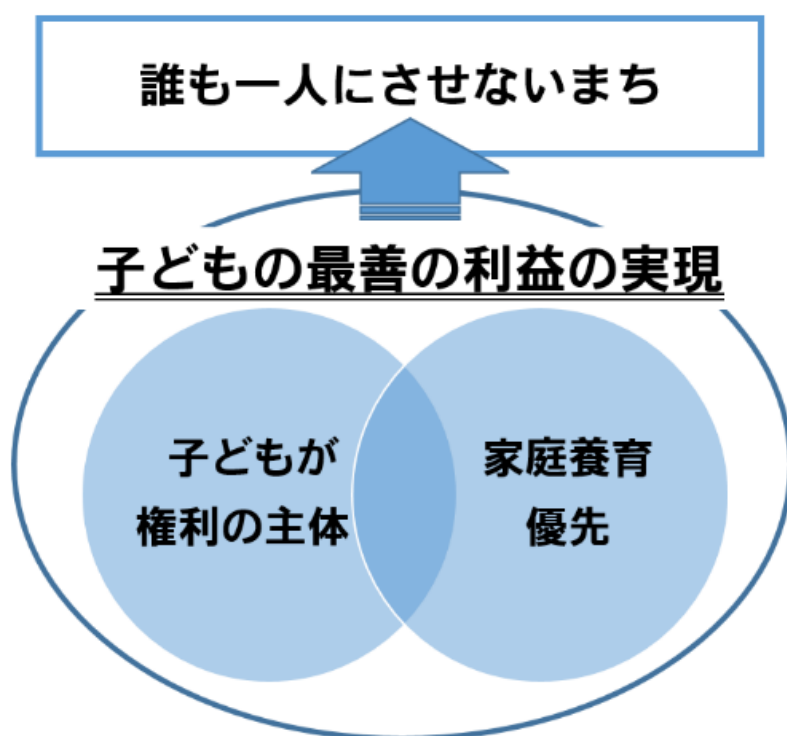 誰も一人にさせないまち
子どもの最善の利益の実現
子どもが
権利の主体
家庭養育
優先